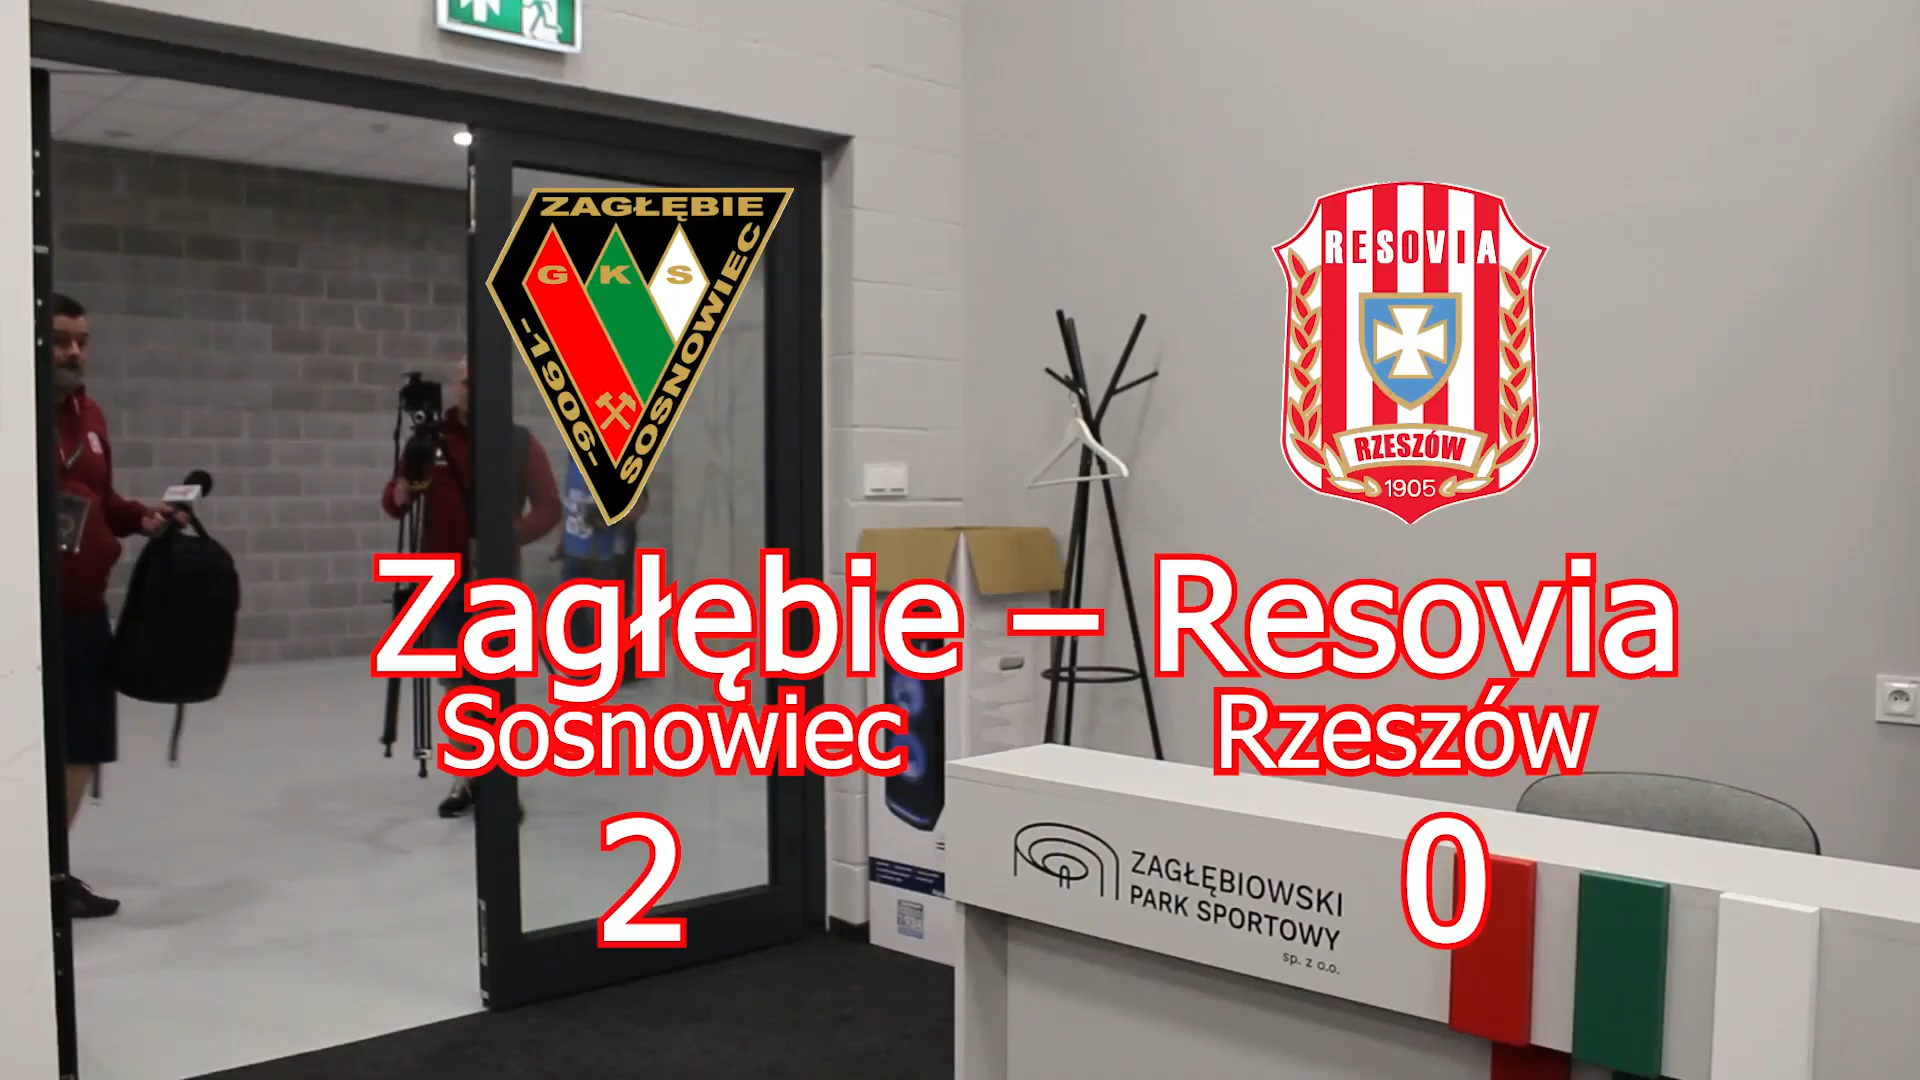 ZAGŁĘBIE
SOSNOWIEC
G K S
-1906-
RESOVIA
RZESZÓW
1905
Zagłębie – Resovia
Sosnowiec Rzeszów
2 0
ZAGŁĘBIOWSKI
PARK SPORTOWY
sp. z o.o.